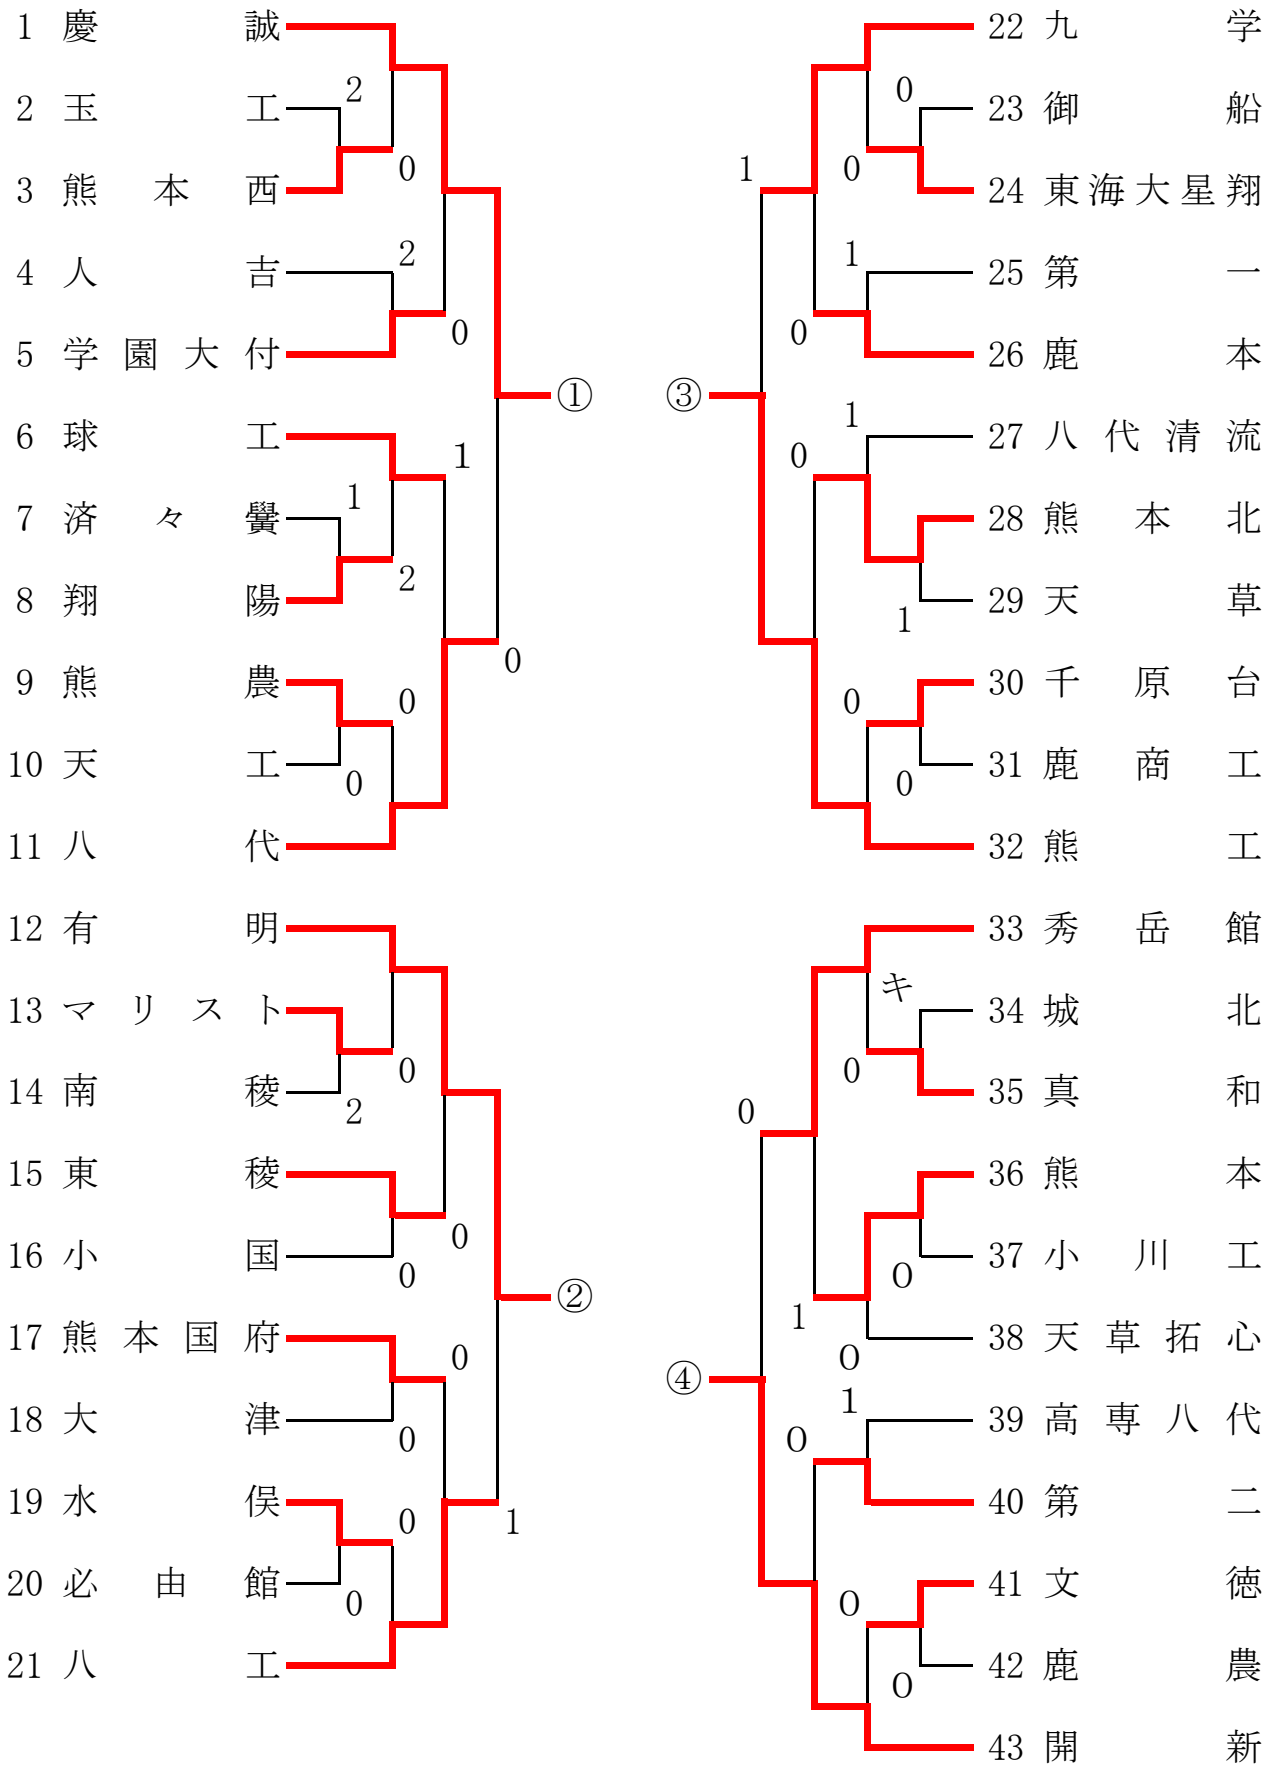 1 慶誠
2 玉工
3 熊本西
4 人吉
5 学園大付
6 球工
7 済々黌
8 翔陽
9 熊農
10 天工
11 八代
12 有明
13 マリスト
14 南稜
15 東稜
16 小国
17 熊本国府
18 大津
19 水俣
20 必由館
21 八工
2
0
2
0
①
1
1
2
0
0
0
0
2
0
0
②
0
0
0
1
0
22 九学
23 御船
24 東海大星翔
25 第一
26 鹿本
27 八代清流
28 熊本北
29 天草
30 千原台
31 鹿商工
32 熊工
33 秀岳館
34 城北
35 真和
36 熊本
37 小川工
38 天草拓心
39 高専八代
40 第二
41 文徳
42 鹿農
43 開新
0
1
0
1
0
③
1
0
1
0
0
キ
0
0
0
1
0
④
1
0
0
0